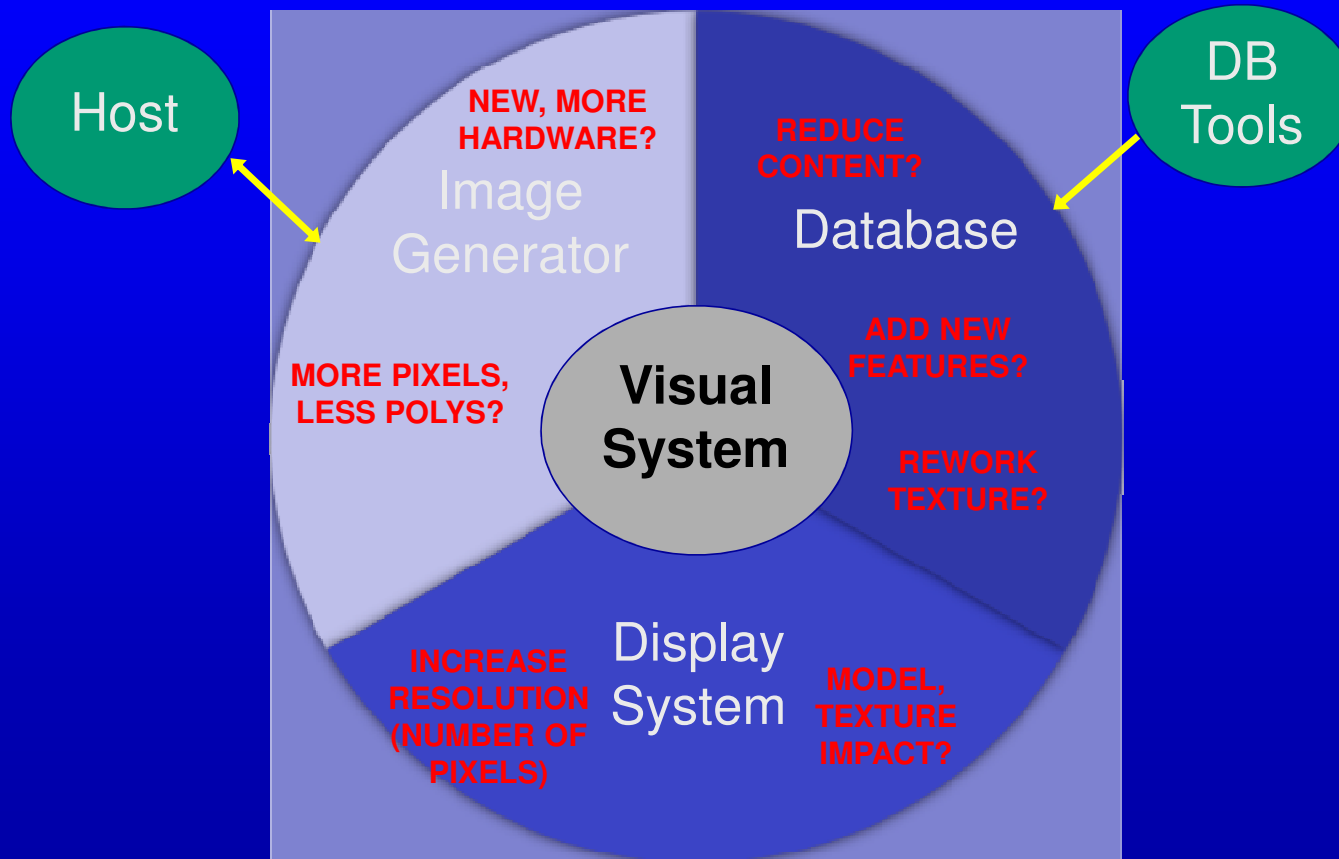 Host
DB
Tools
NEW, MORE
HARDWARE?
Image
Generator
MORE PIXELS,
LESS POLYS?
REDUCE
CONTENT?
Database
ADD NEW
FEATURES?
REWORK
TEXTURE?
Visual
System
Display
System
INCREASE
RESOLUTION
(NUMBER OF
PIXELS)
MODEL,
TEXTURE
IMPACT?